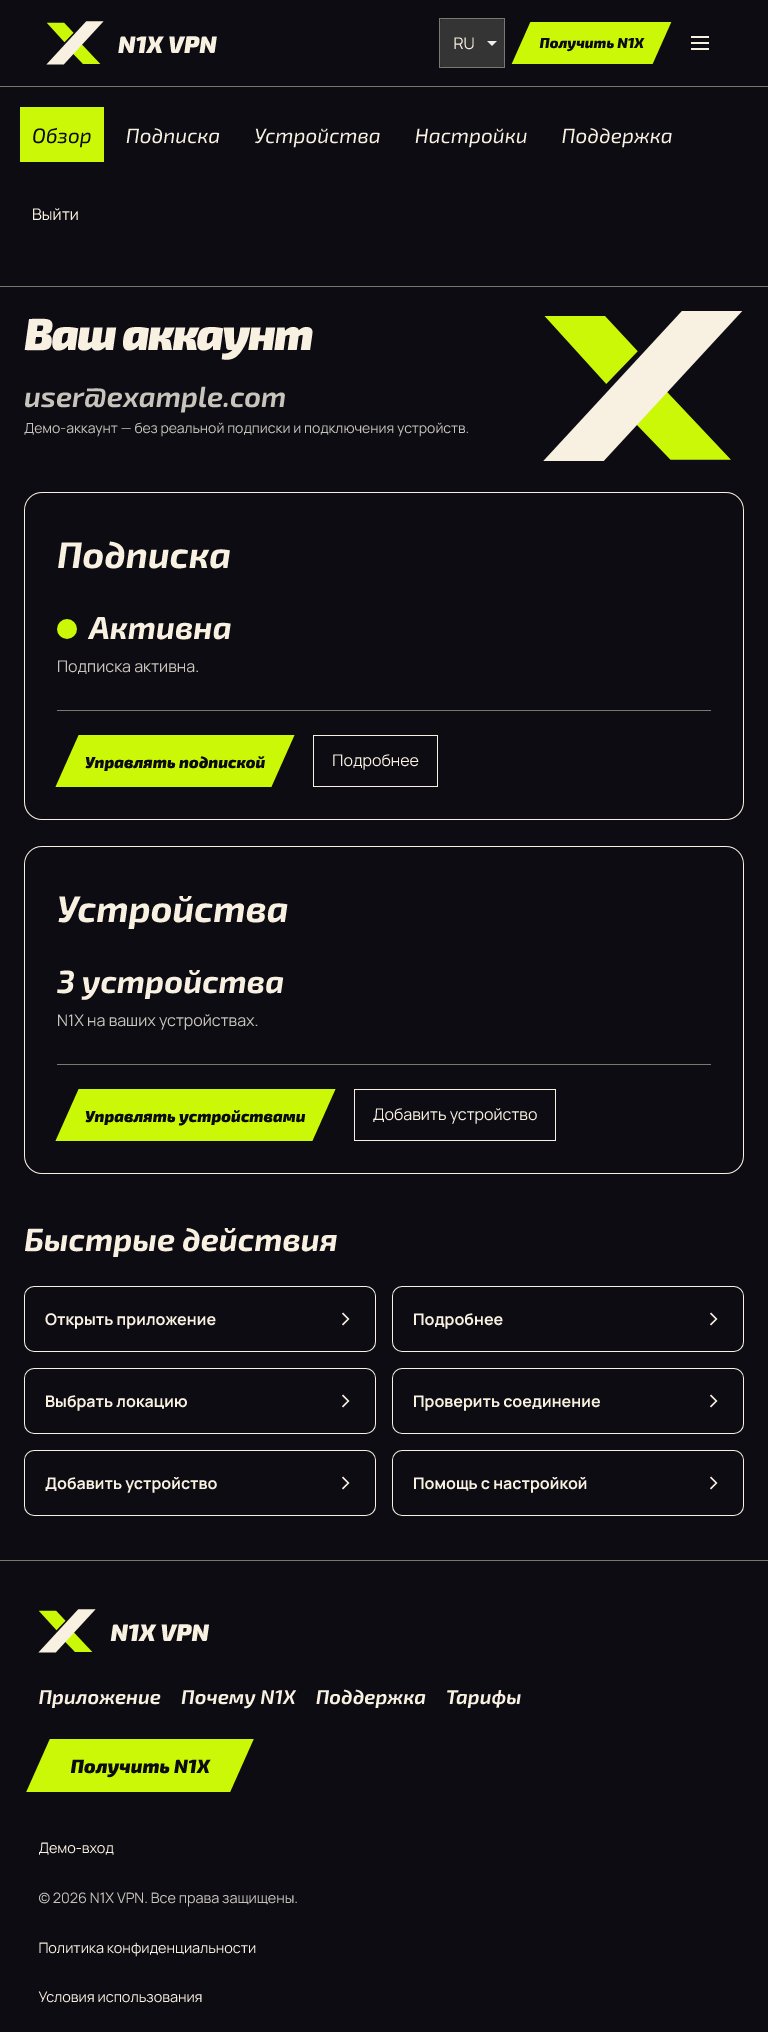 N1X VPN
RU
Получить N1X
Обзор
Подписка
Устройства
Настройки
Поддержка
Выйти
Ваш аккаунт
user@example.com
Демо-аккаунт — без реальной подписки и подключения устройств.
Подписка
Активна
Подписка активна.
Управлять подпиской
Подробнее
Устройства
3 устройства
N1X на ваших устройствах.
Управлять устройствами
Добавить устройство
Быстрые действия
Открыть приложение
Подробнее
Выбрать локацию
Проверить соединение
Добавить устройство
Помощь с настройкой
N1X VPN
Приложение
Почему N1X
Поддержка
Тарифы
Получить N1X
Демо-вход
© 2026 N1X VPN. Все права защищены.
Политика конфиденциальности
Условия использования